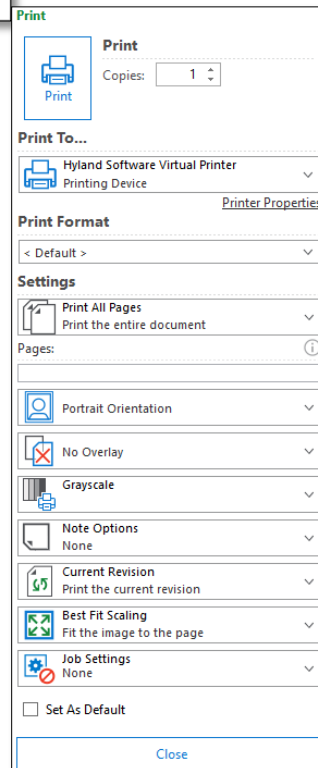 Print
Print
Copies:
1
Print
Print To...
Hyland Software Virtual Printer
Printing Device
Printer Properties
Print Format
< Default >
Settings
Print All Pages
Print the entire document
Pages:
Portrait Orientation
No Overlay
Grayscale
Note Options
None
Current Revision
Print the current revision
Best Fit Scaling
Fit the image to the page
Job Settings
None
Set As Default
Close